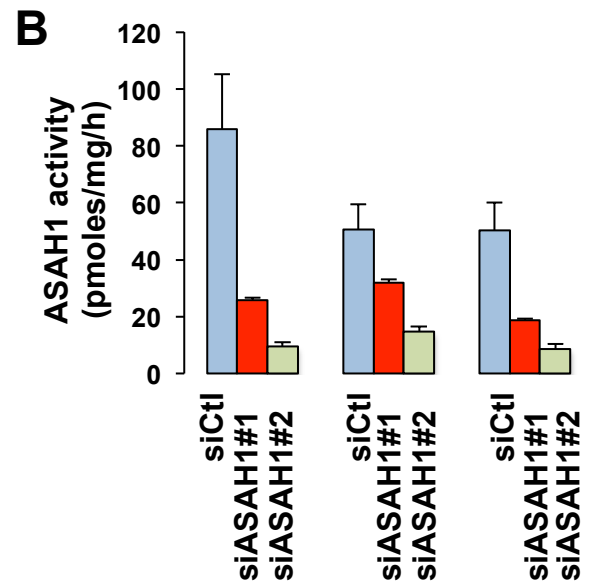 B
ASAH1 activity
(pmoles/mg/h)
120
100
80
60
40
20
0
siCtl
siASAH1#1
siASAH1#2
siCtl
siASAH1#1
siASAH1#2
siCtl
siASAH1#1
siASAH1#2